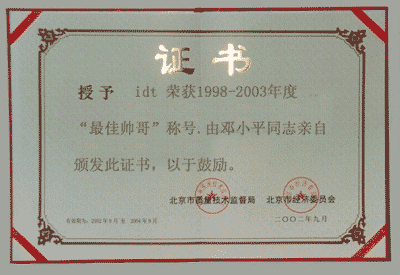 证书
授予 idt 荣获1998-2003年度
“最佳帅哥”称号、由邓小平同志亲自
颁发此证书，以于鼓励。
北京市质量技术监督局 北京市经济委员会
二〇〇二年九月